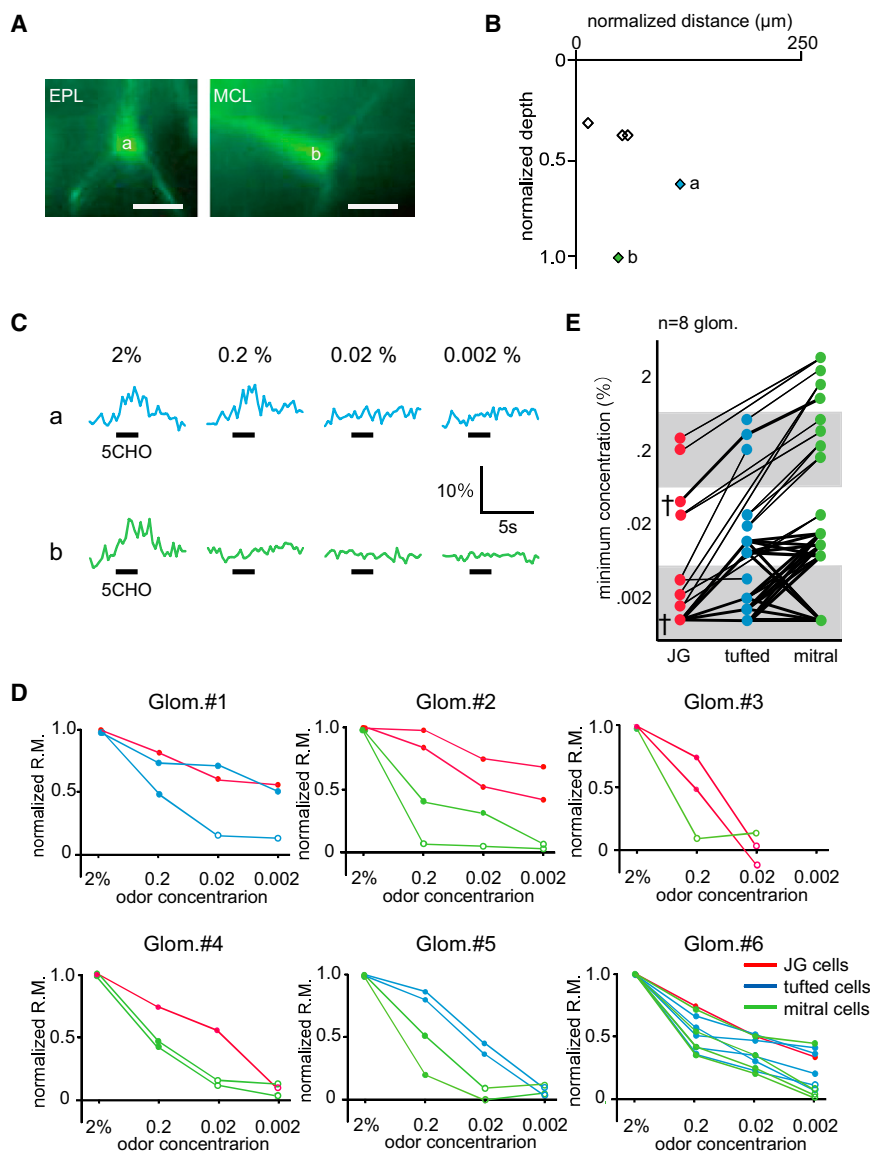 A
EPL
a
MCL
b
B
normalized distance (µm)
0
250
0
0.5
1.0
normalized depth
a
b
C
2%
0.2 %
0.02 %
0.002 %
a
5CHO
10%
5s
b
5CHO
E
n=8 glom.
minimum concentration (%)
2
.2
†
.02
.002
†
JG
tufted
mitral
D
Glom.#1
normalized R.M.
1.0
0.5
0
2%
0.2
0.02
0.002
odor concentrarion
Glom.#2
normalized R.M.
1.0
0.5
0
2%
0.2
0.02
0.002
odor concentrarion
Glom.#3
normalized R.M.
1.0
0.5
0
2%
0.2
0.02
0.002
odor concentrarion
Glom.#4
normalized R.M.
1.0
0.5
0
2%
0.2
0.02
0.002
odor concentrarion
Glom.#5
normalized R.M.
1.0
0.5
0
2%
0.2
0.02
0.002
odor concentrarion
Glom.#6
JG cells
tufted cells
mitral cells
normalized R.M.
1.0
0.5
0
2%
0.2
0.02
0.002
odor concentrarion